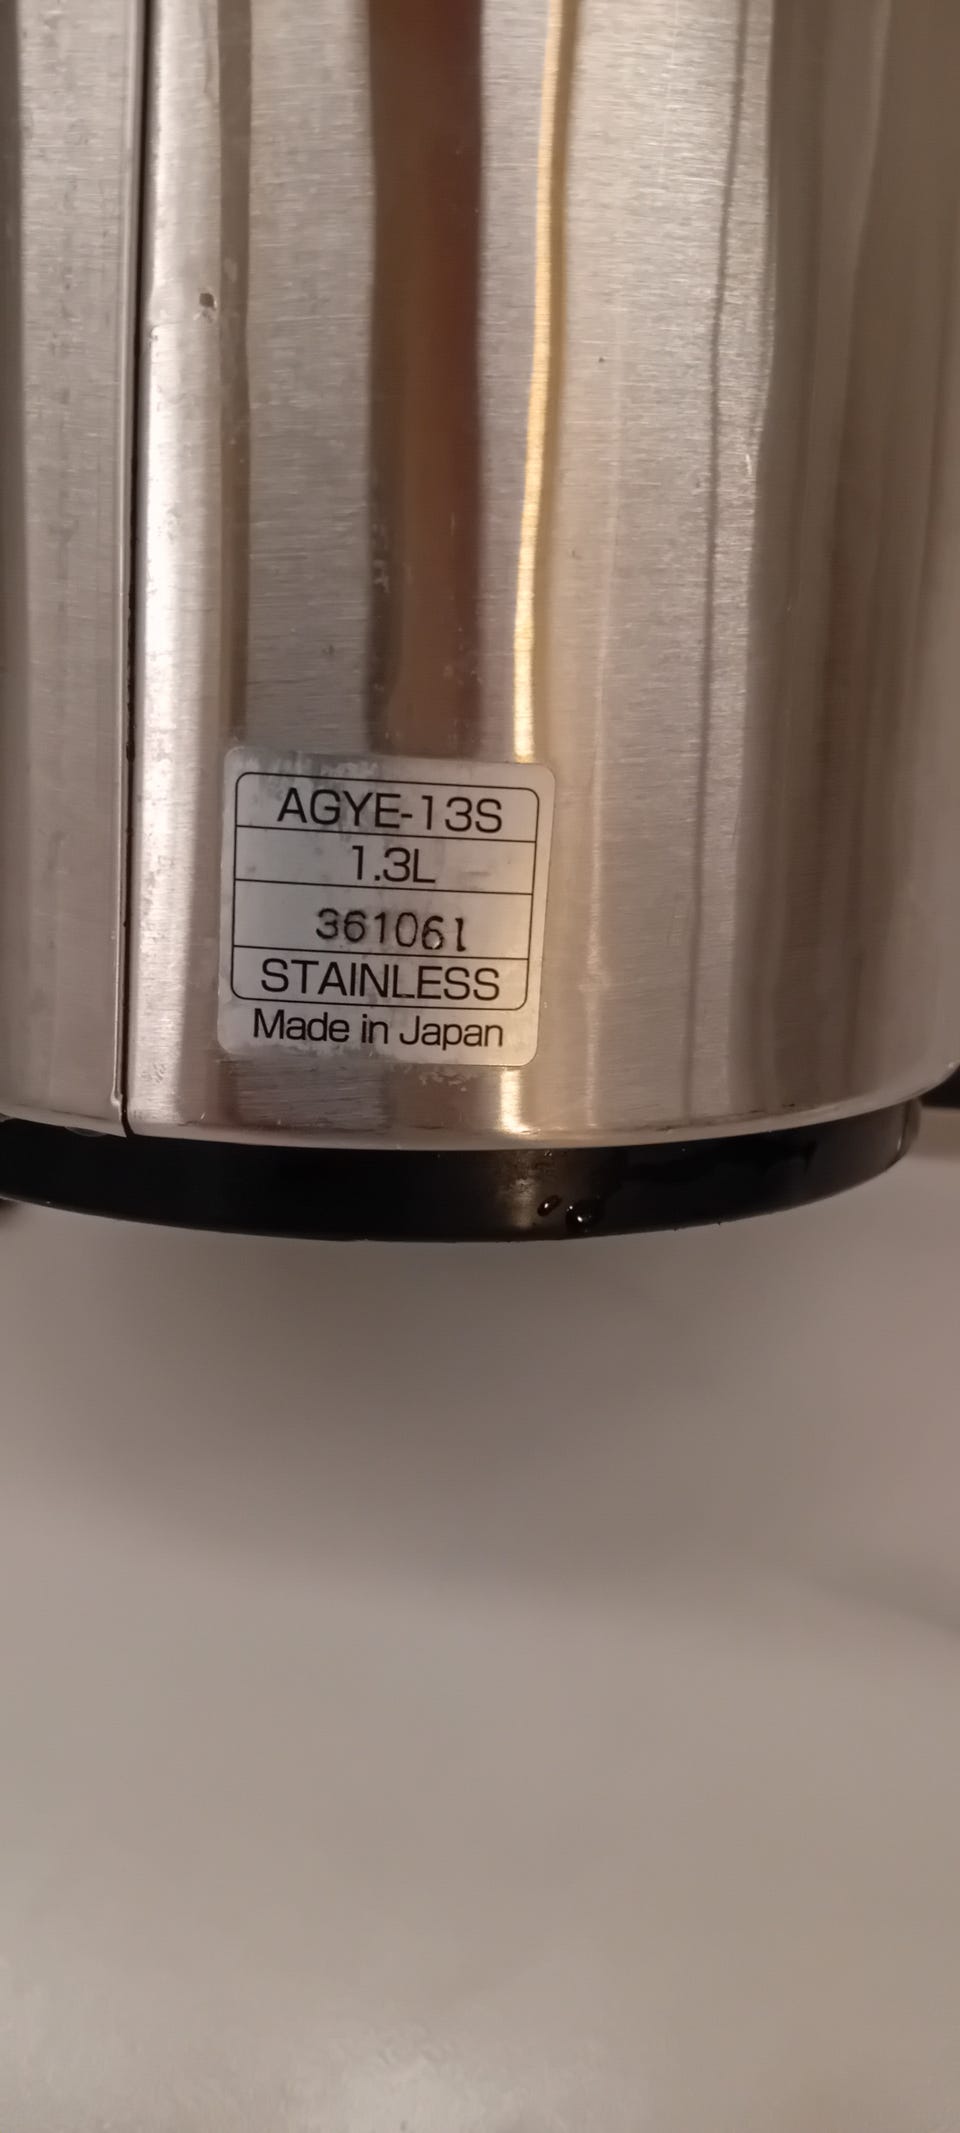 AGYE-13S
1.3L
361061
STAINLESS
Made in Japan